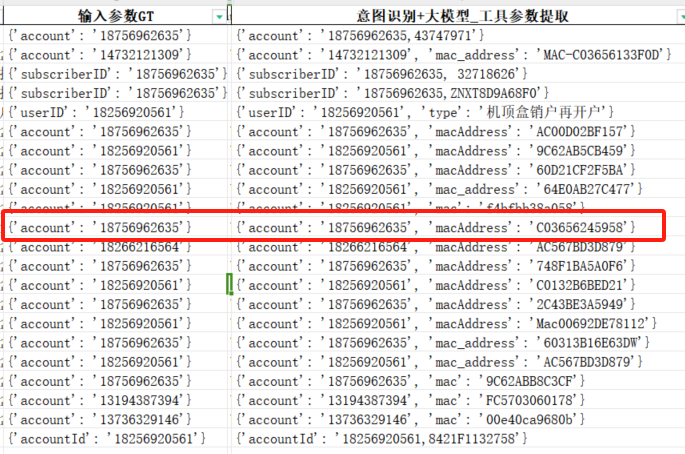 输入参数GT 意图识别+大模型_工具参数提取
{'account': '18756962635'} {'account': '18756962635,43747971'}
{'account': '14732121309'} {'account': '14732121309', 'mac_address': 'MAC-C03656133F0D'}
{'subscriberID': '18756962635'} {'subscriberID': '18756962635, 32718626'}
{'subscriberID': '18756962635'} {'subscriberID': '18756962635,ZNXT8D9A68F0'}
{'userID': '18256920561'} {'userID': '18256920561', 'type': '机顶盒销户再开户'}
{'account': '18756962635'} {'account': '18756962635', 'macAddress': 'AC00D02BF157'}
{'account': '18256920561'} {'account': '18256920561', 'macAddress': '9C62AB5CB459'}
{'account': '18756962635'} {'account': '18756962635', 'macAddress': '60D21CF2F5BA'}
{'account': '18256920561'} {'account': '18256920561', 'mac_address': '64E0AB27C477'}
{'account': '18256920561'} {'account': '18256920561', 'mac': 'f4bfbb38a058'}
{'account': '18756962635'} {'account': '18756962635', 'macAddress': 'C03656245958'}
{'account': '18266216564'} {'account': '18266216564', 'macAddress': 'AC567BD3D879'}
{'account': '18756962635'} {'account': '18756962635', 'macAddress': '748F1BA5A0F6'}
{'account': '18256920561'} {'account': '18256920561', 'macAddress': 'C0132B6BED21'}
{'account': '18756962635'} {'account': '18756962635', 'macAddress': '2C43BE3A5949'}
{'account': '18256920561'} {'account': '18256920561', 'macAddress': 'Mac00692DE78112'}
{'account': '18756962635'} {'account': '18756962635', 'mac_address': '60313B16E63DW'}
{'account': '18256920561'} {'account': '18256920561', 'mac_address': 'AC567BD3D879'}
{'account': '18756962635'} {'account': '18756962635', 'mac': '9C62ABB8C3CF'}
{'account': '13194387394'} {'account': '13194387394', 'mac': 'FC5703060178'}
{'account': '13736329146'} {'account': '13736329146', 'mac': '00e40ca9680b'}
{'accountId': '18256920561'} {'accountId': '18256920561,8421F1132758'}